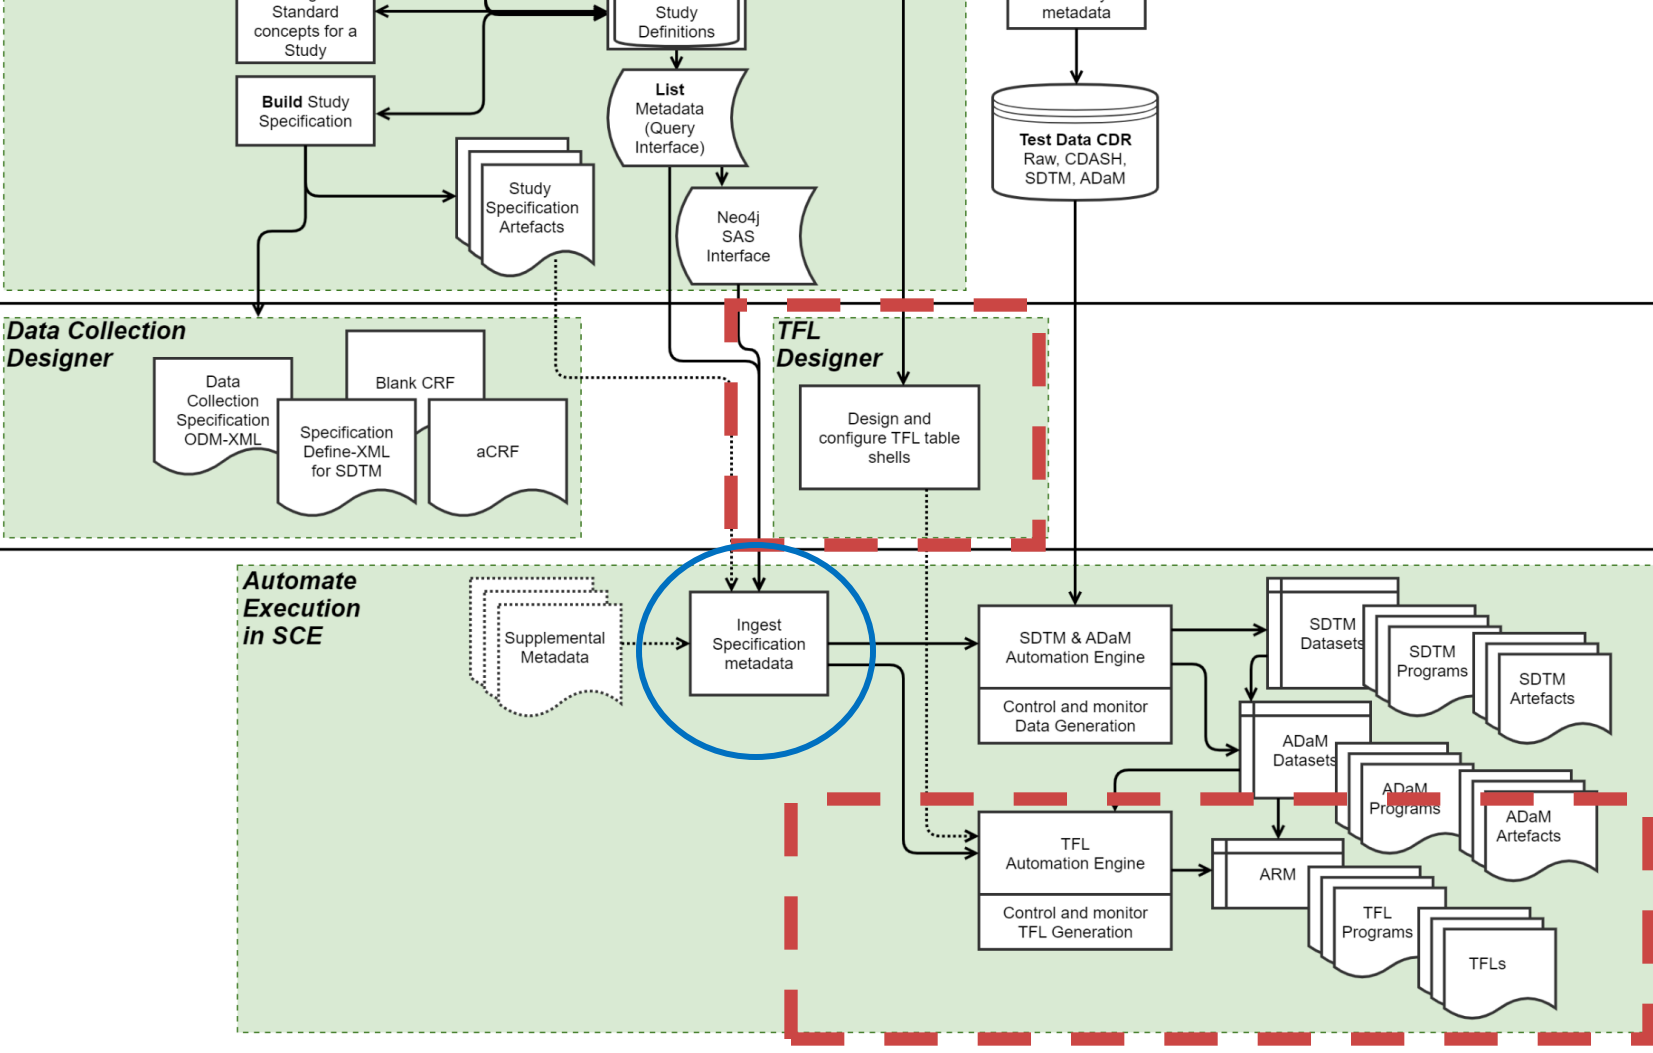 Standard
concepts for a
Study
Study
Definitions
metadata
Build Study
Specification
List
Metadata
(Query
Interface)
Test Data CDR
Raw, CDASH,
SDTM, ADaM
Study
Specification
Artefacts
Neo4j
SAS
Interface
Data Collection
Designer
Data
Collection
Specification
ODM-XML
Blank CRF
Specification
Define-XML
for SDTM
aCRF
TFL
Designer
Design and
configure TFL table
shells
Automate
Execution
in SCE
Supplemental
Metadata
Ingest
Specification
metadata
SDTM & ADaM
Automation Engine
Control and monitor
Data Generation
SDTM
Datasets
SDTM
Programs
SDTM
Artefacts
ADaM
Datasets
ADaM
Programs
ADaM
Artefacts
TFL
Automation Engine
Control and monitor
TFL Generation
ARM
TFL
Programs
TFLs